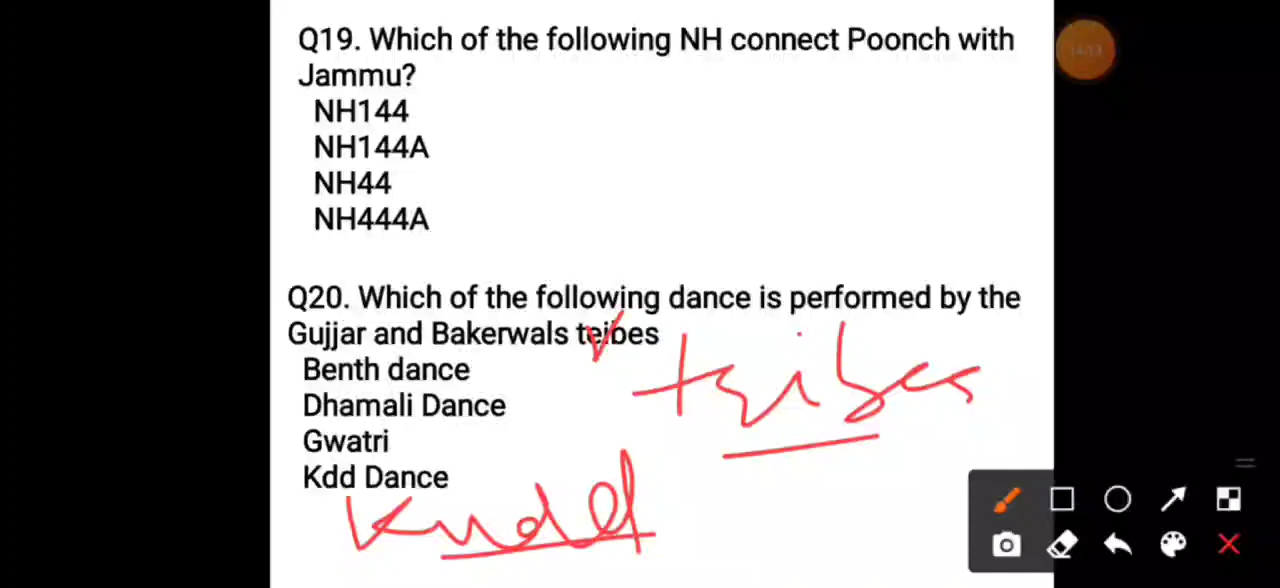 Q19. Which of the following NH connect Poonch with
Jammu?
NH144
NH144A
NH44
NH444A
Q20. Which of the following dance is performed by the
Gujjar and Bakerwals teibes
tribes
Benth dance
Dhamali Dance
Gwatri
Kdd Dance
Kudd